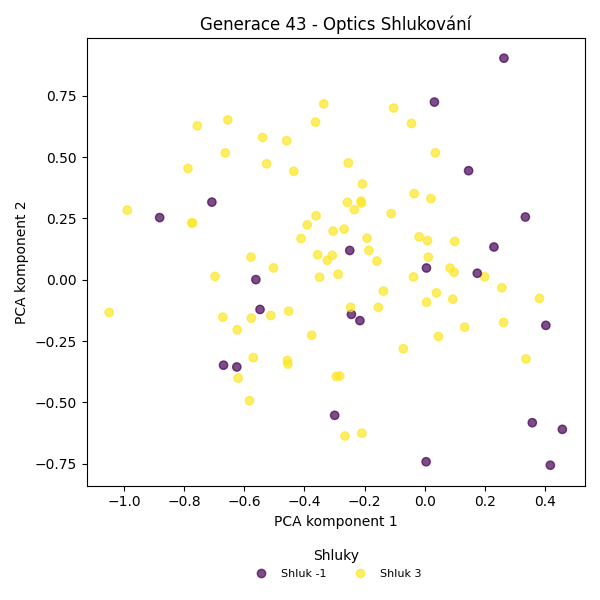 Generace 43 - Optics Shlukování
PCA komponent 2
0.75
0.50
0.25
0.00
−0.25
−0.50
−0.75
−1.0 −0.8 −0.6 −0.4 −0.2 0.0 0.2 0.4
PCA komponent 1
Shluky
Shluk -1 Shluk 3